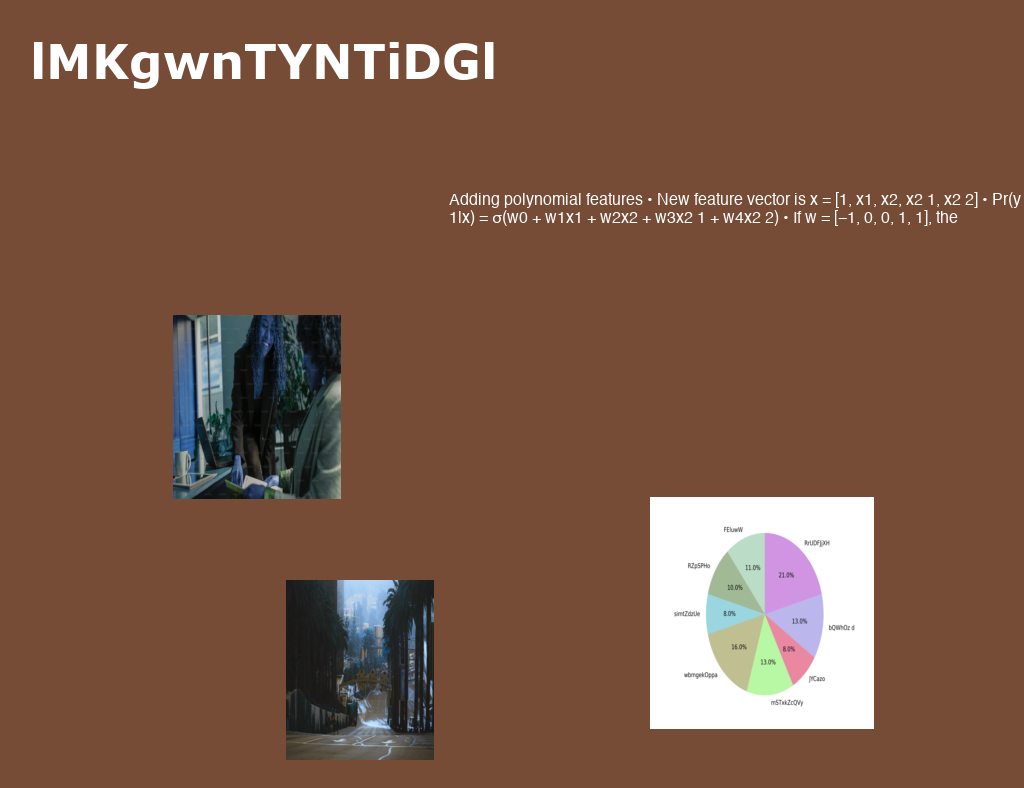 lMKgwnTYNTiDGl
Adding polynomial features • New feature vector is x = [1, x1, x2, x2 1, x2 2] • Pr(y
1|x) = σ(w0 + w1x1 + w2x2 + w3x2 1 + w4x2 2) • If w = [−1, 0, 0, 1, 1], the
FEluwW
RrUDFjjXH
11.0%
21.0%
RZpSPHo
10.0%
simtZdzUe
8.0%
13.0%
bQWhOz d
16.0%
8.0%
13.0%
wbmgekOppa
JYCazo
mSTxkZcQVy